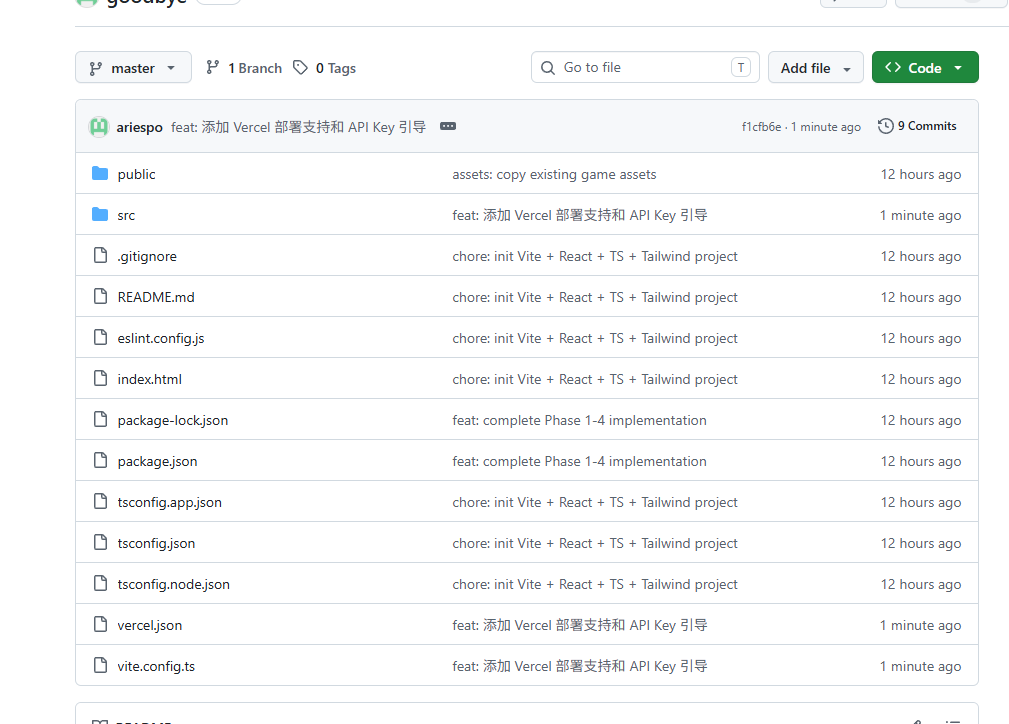 goodbye
master
1 Branch
0 Tags
Go to file
T
Add file
Code
ariespo feat: 添加 Vercel 部署支持和 API Key 引导
f1cfb6e · 1 minute ago
9 Commits
public assets: copy existing game assets 12 hours ago
src feat: 添加 Vercel 部署支持和 API Key 引导 1 minute ago
.gitignore chore: init Vite + React + TS + Tailwind project 12 hours ago
README.md chore: init Vite + React + TS + Tailwind project 12 hours ago
eslint.config.js chore: init Vite + React + TS + Tailwind project 12 hours ago
index.html chore: init Vite + React + TS + Tailwind project 12 hours ago
package-lock.json feat: complete Phase 1-4 implementation 12 hours ago
package.json feat: complete Phase 1-4 implementation 12 hours ago
tsconfig.app.json chore: init Vite + React + TS + Tailwind project 12 hours ago
tsconfig.json chore: init Vite + React + TS + Tailwind project 12 hours ago
tsconfig.node.json chore: init Vite + React + TS + Tailwind project 12 hours ago
vercel.json feat: 添加 Vercel 部署支持和 API Key 引导 1 minute ago
vite.config.ts feat: 添加 Vercel 部署支持和 API Key 引导 1 minute ago
README